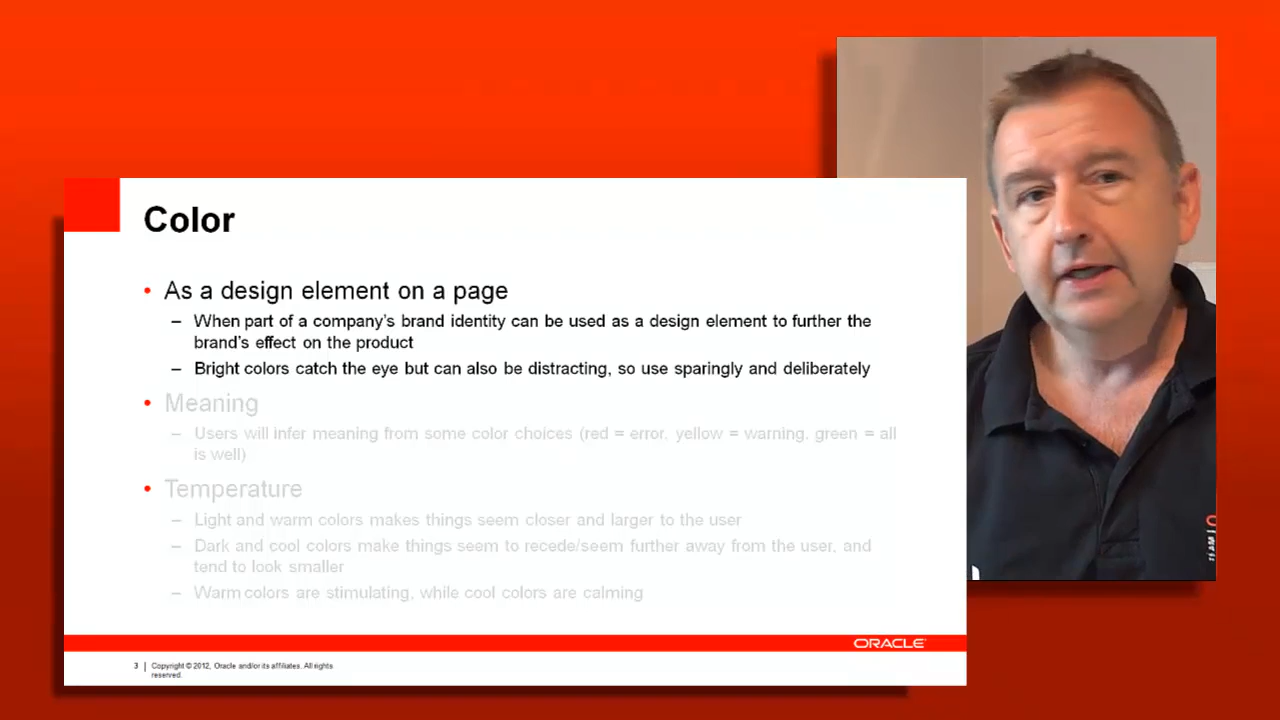 Color
• As a design element on a page
– When part of a company's brand identity can be used as a design element to further the
brand's effect on the product
– Bright colors catch the eye but can also be distracting, so use sparingly and deliberately
• Meaning
– Users will infer meaning from some color choices (red = error, yellow = warning, green = all
is well)
• Temperature
– Light and warm colors makes things seem closer and larger to the user
– Dark and cool colors make things seem to recede/seem further away from the user, and
tend to look smaller
– Warm colors are stimulating, while cool colors are calming
ORACLE
3 | Copyright © 2012, Oracle and/or its affiliates. All rights
reserved.